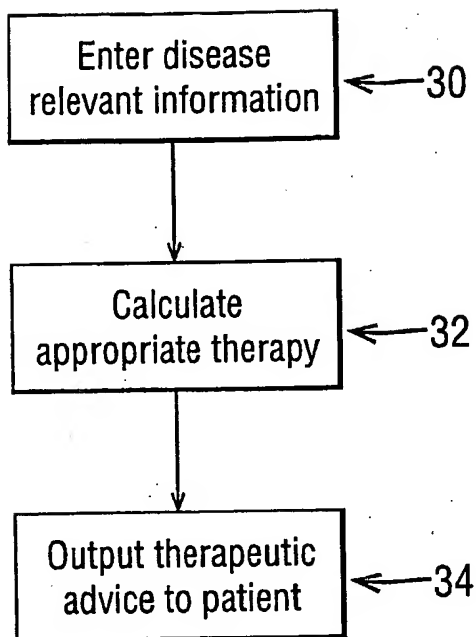 Enter disease
relevant information
30
Calculate
appropriate therapy
32
Output therapeutic
advice to patient
34